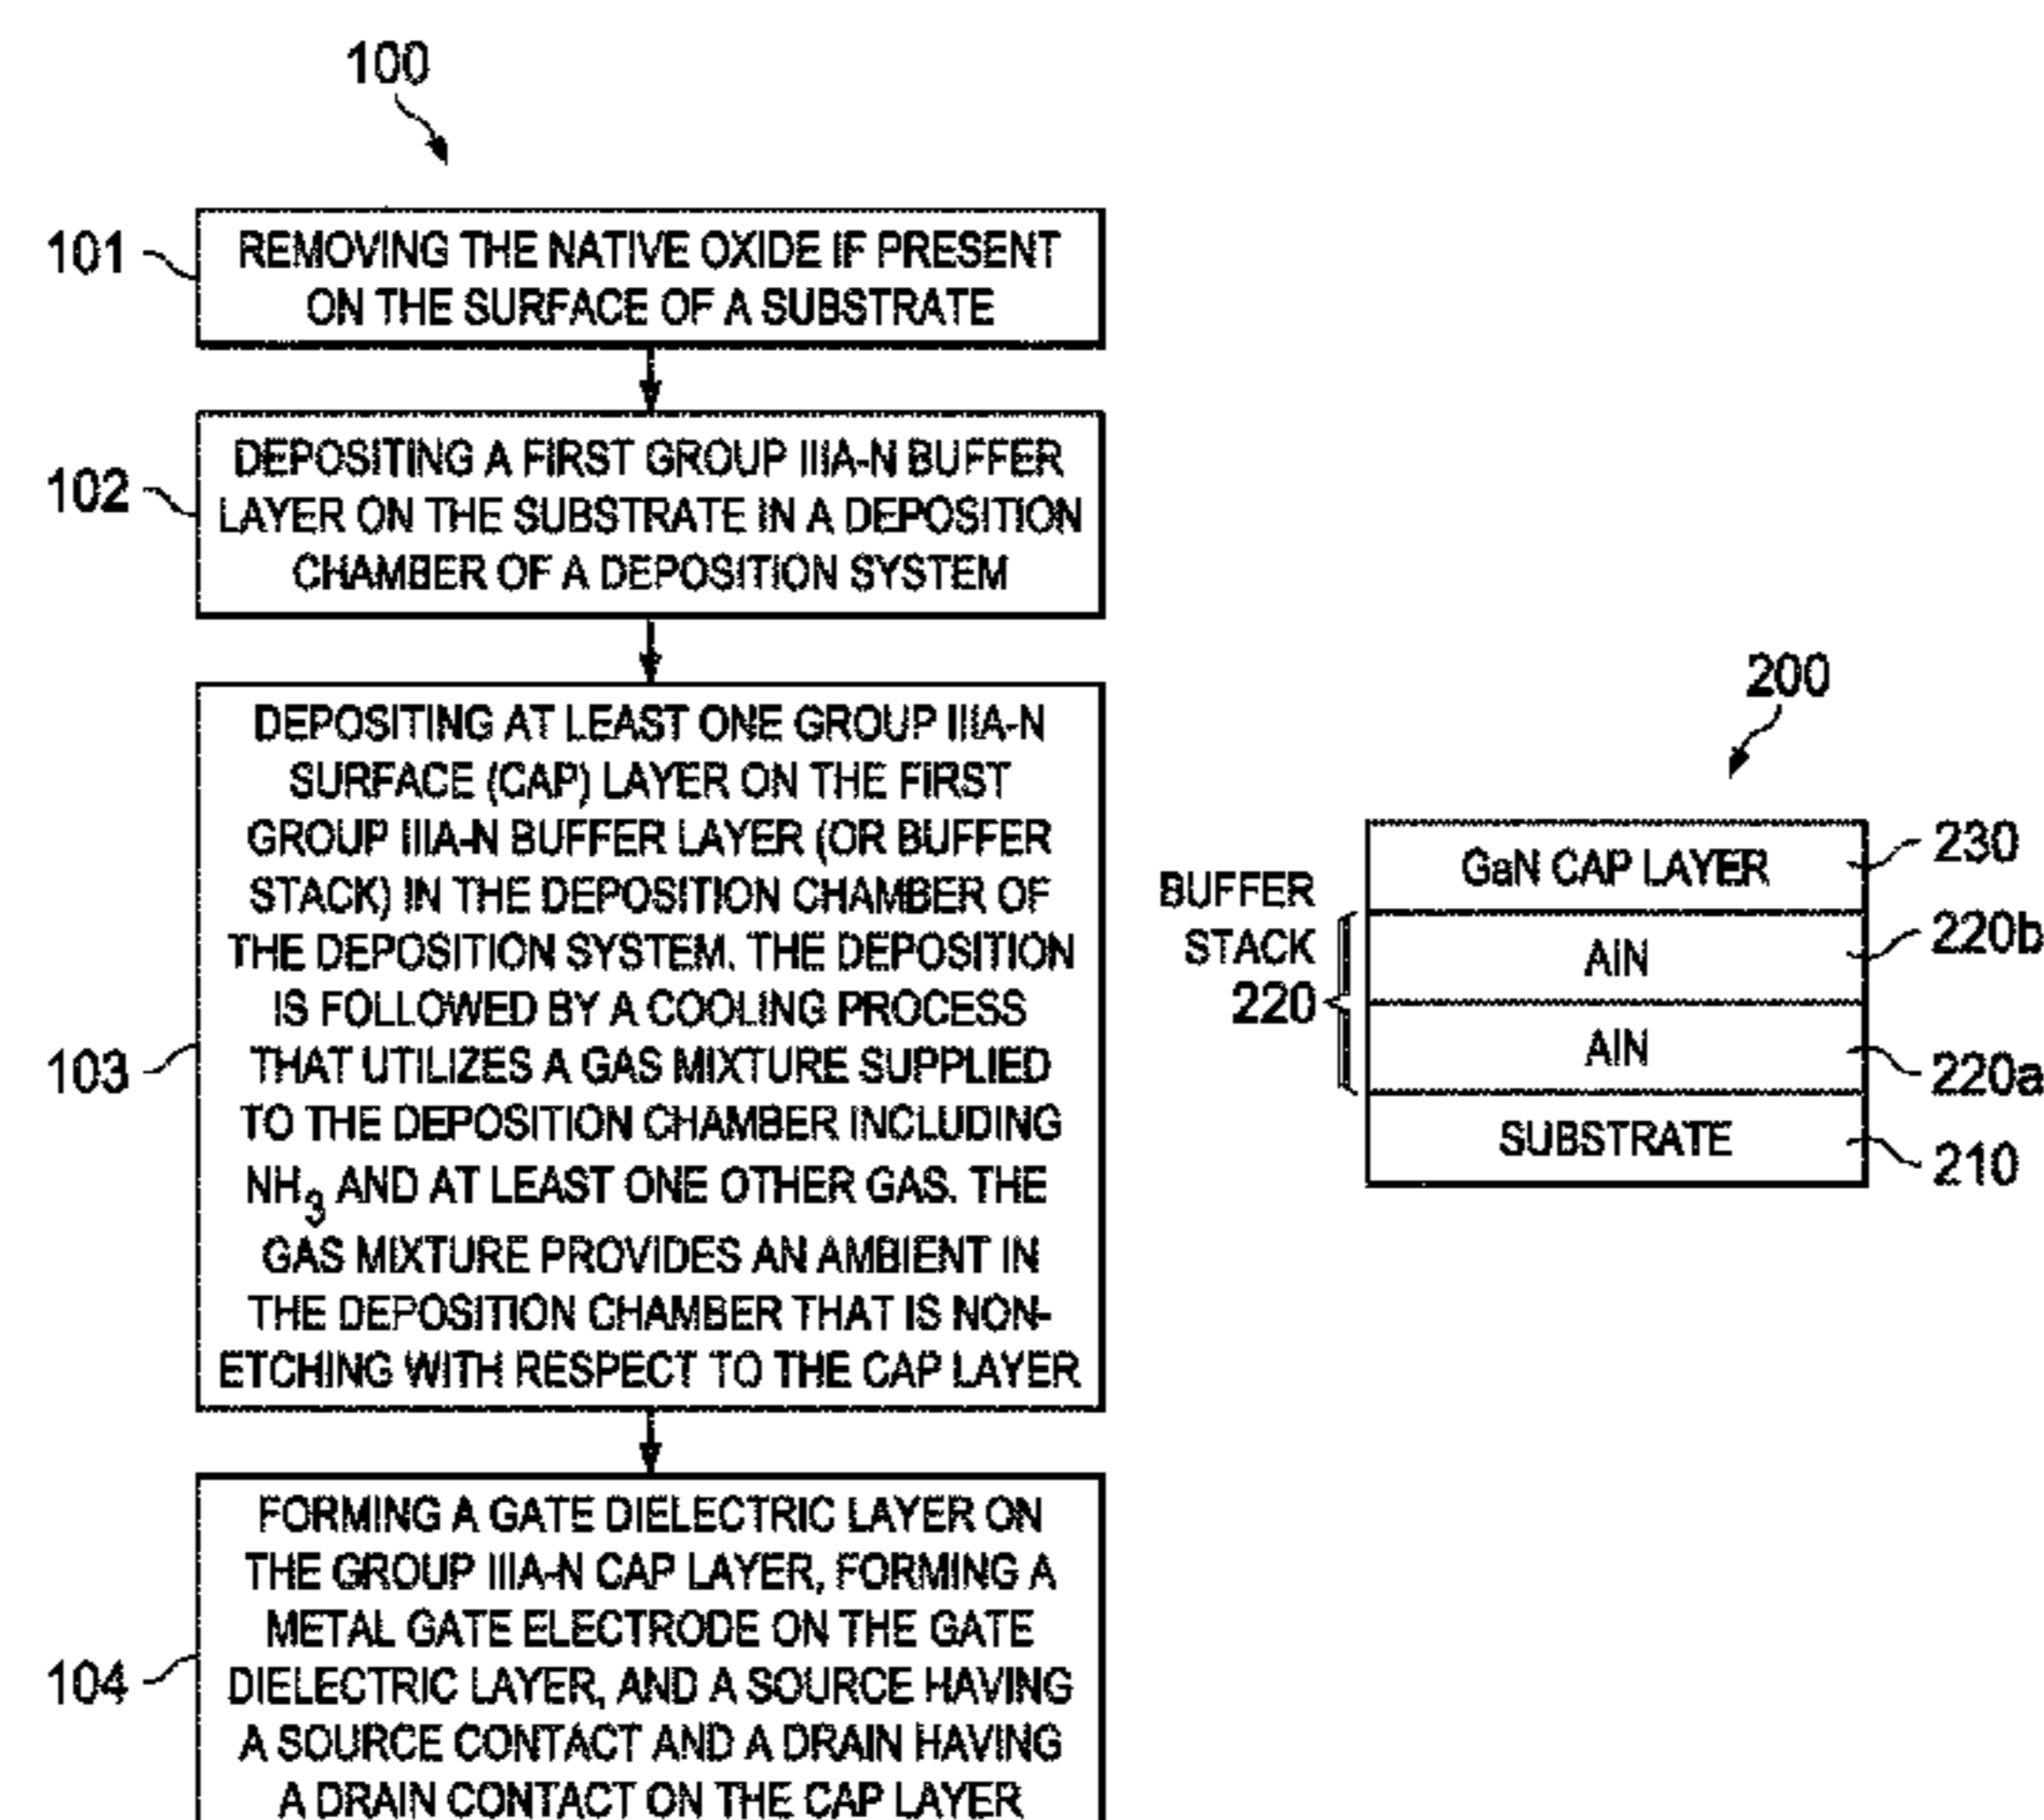 100
101
REMOVING THE NATIVE OXIDE IF PRESENT
ON THE SURFACE OF A SUBSTRATE
102
DEPOSITING A FIRST GROUP IIIA-N BUFFER
LAYER ON THE SUBSTRATE IN A DEPOSITION
CHAMBER OF A DEPOSITION SYSTEM
103
DEPOSITING AT LEAST ONE GROUP IIIA-N
SURFACE (CAP) LAYER ON THE FIRST
GROUP IIIA-N BUFFER LAYER (OR BUFFER
STACK) IN THE DEPOSITION CHAMBER OF
THE DEPOSITION SYSTEM. THE DEPOSITION
IS FOLLOWED BY A COOLING PROCESS
THAT UTILIZES A GAS MIXTURE SUPPLIED
TO THE DEPOSITION CHAMBER INCLUDING
NH3 AND AT LEAST ONE OTHER GAS. THE
GAS MIXTURE PROVIDES AN AMBIENT IN
THE DEPOSITION CHAMBER THAT IS NON-
ETCHING WITH RESPECT TO THE CAP LAYER
104
FORMING A GATE DIELECTRIC LAYER ON
THE GROUP IIIA-N CAP LAYER, FORMING A
METAL GATE ELECTRODE ON THE GATE
DIELECTRIC LAYER, AND A SOURCE HAVING
A SOURCE CONTACT AND A DRAIN HAVING
A DRAIN CONTACT ON THE CAP LAYER
200
BUFFER
STACK
220
GaN CAP LAYER
230
AlN
220b
AlN
220a
SUBSTRATE
210